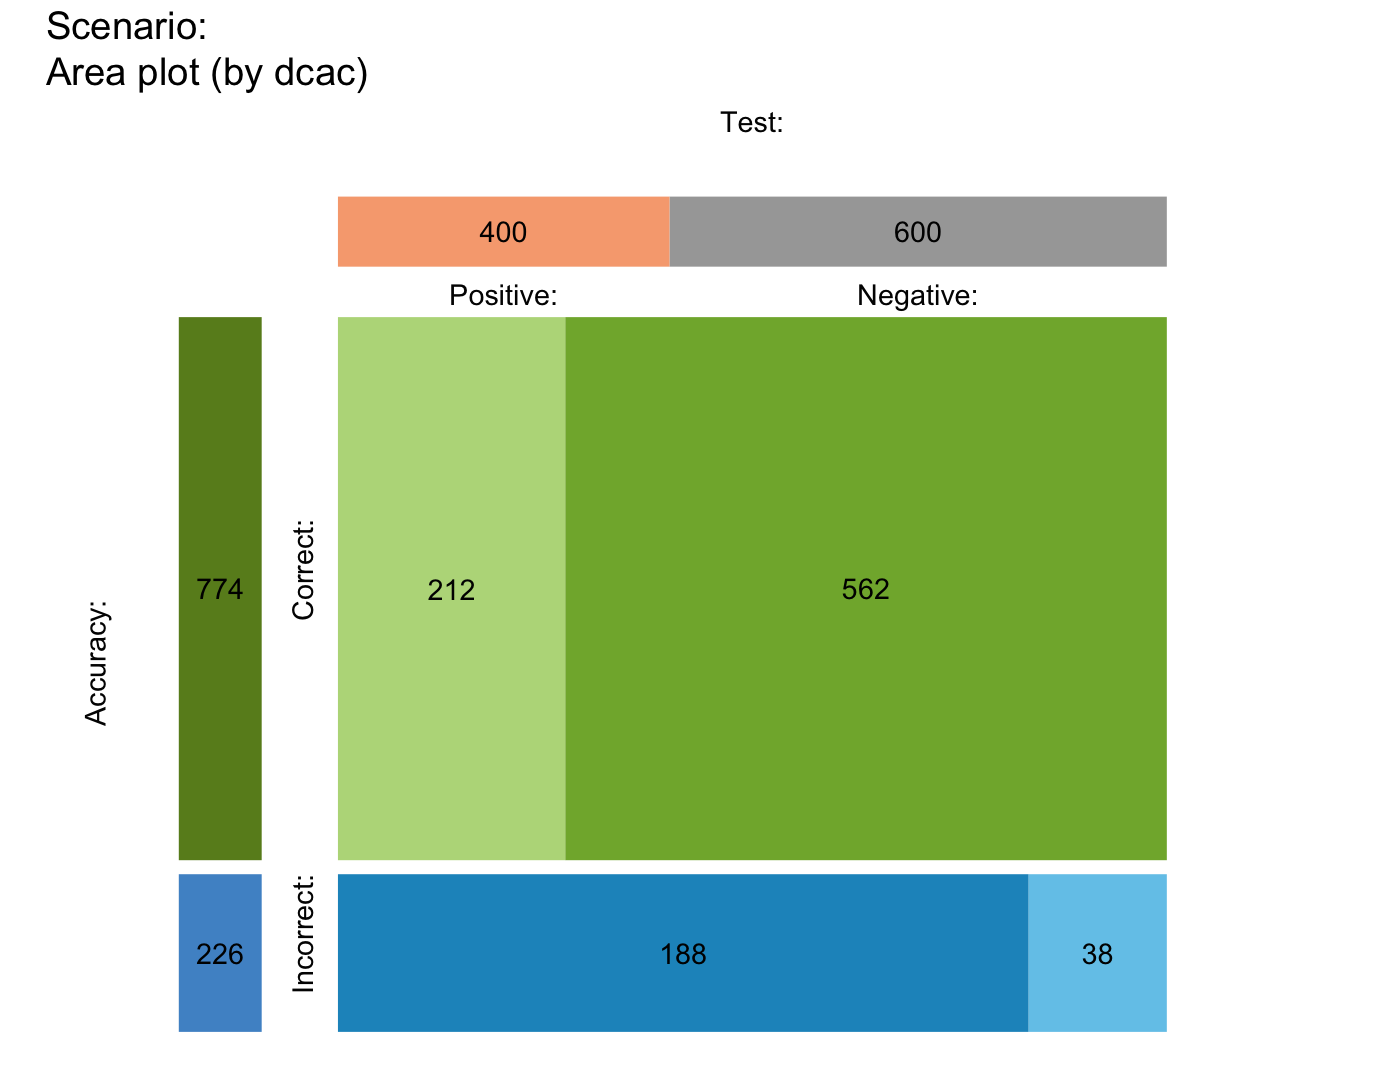 Scenario:
Area plot (by dcac)
Test:
400 600
Positive: Negative:
Accuracy:
774
Correct:
212 562
226
Incorrect:
188 38